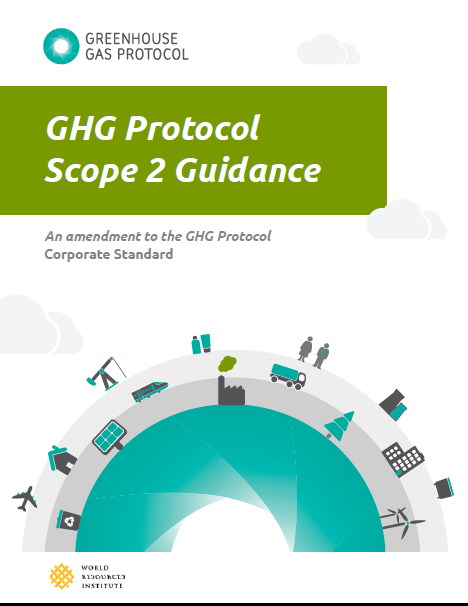 GREENHOUSE
GAS PROTOCOL
GHG Protocol
Scope 2 Guidance
An amendment to the GHG Protocol
Corporate Standard
WORLD
RESOURCES
INSTITUTE